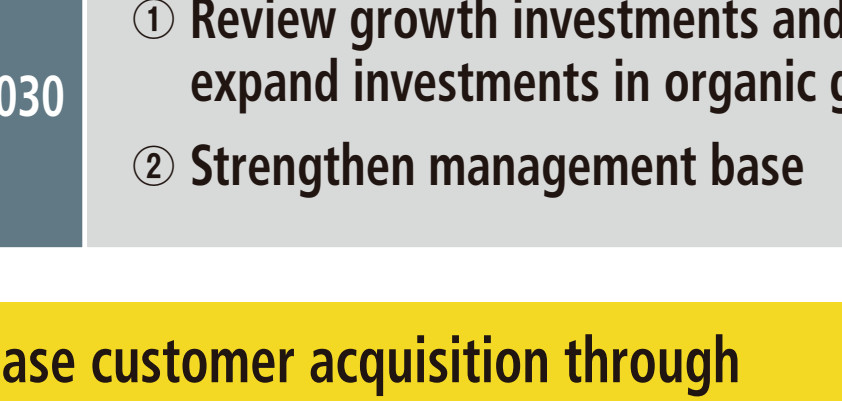 ① Review growth investments and
expand investments in organic
030
② Strengthen management base
ase customer acquisition through